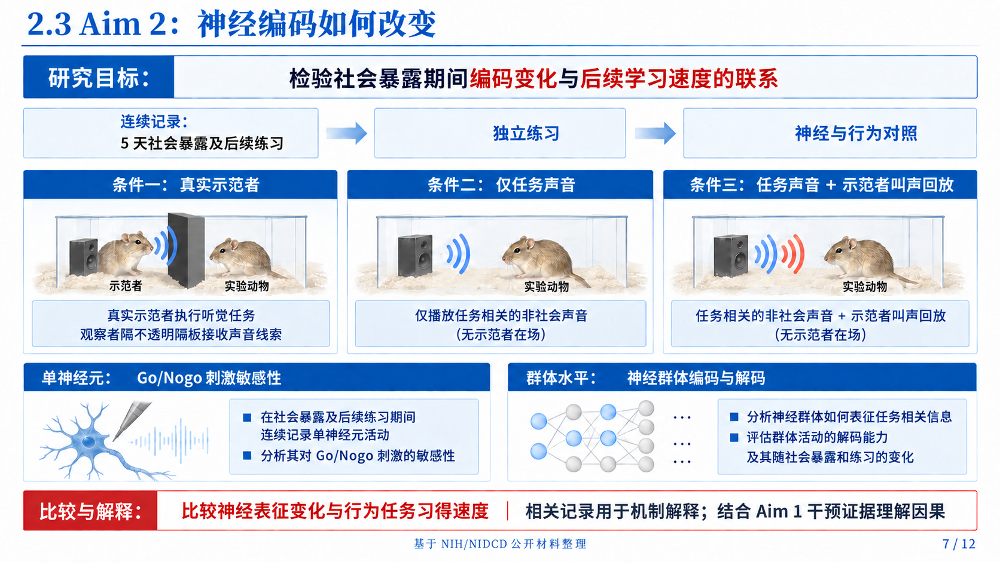 2.3 Aim 2：神经编码如何改变
研究目标：
检验社会暴露期间编码变化与后续学习速度的联系
连续记录：
5 天社会暴露及后续练习
独立练习
神经与行为对照
条件一： 真实示范者
示范者
实验动物
真实示范者执行听觉任务
观察者隔不透明隔板接收声音线索
条件二： 仅任务声音
实验动物
仅播放任务相关的非社会声音
（无示范者在场）
条件三： 任务声音 + 示范者叫声回放
实验动物
任务相关的非社会声音 + 示范者叫声回放
（无示范者在场）
单神经元： Go/Nogo 刺激敏感性
■ 在社会暴露及后续练习期间
连续记录单神经元活动
■ 分析其对 Go/Nogo 刺激的敏感性
群体水平： 神经群体编码与解码
...
...
...
■ 分析神经群体如何表征任务相关信息
■ 评估群体活动的解码能力
及其随社会暴露和练习的变化
比较与解释：
比较神经表征变化与行为任务习得速度 | 相关记录用于机制解释；结合 Aim 1 干预证据理解因果
基于 NIH/NIDCD 公开材料整理
7 / 12